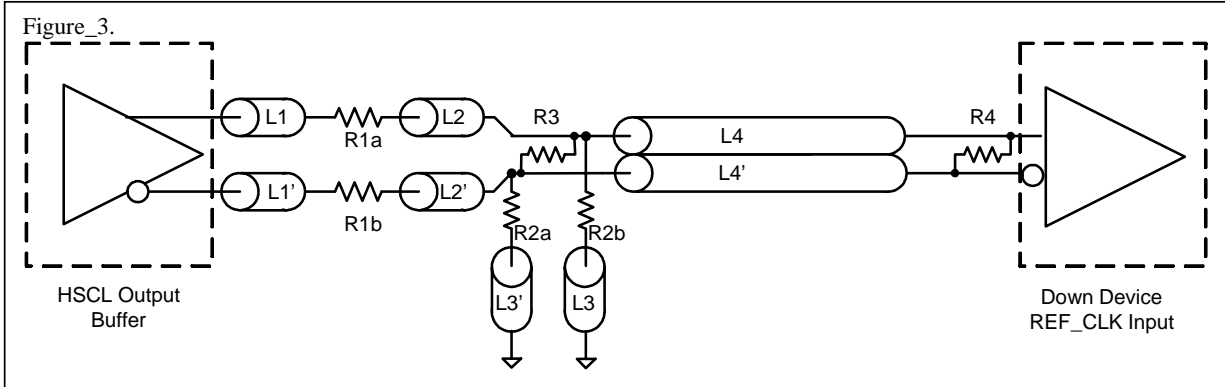 Figure_3.
L1
R1a
L2
R3
L4
R4
L1'
R1b
L2'
L4'
R2a
R2b
L3'
L3
HSCL Output
Buffer
Down Device
REF_CLK Input